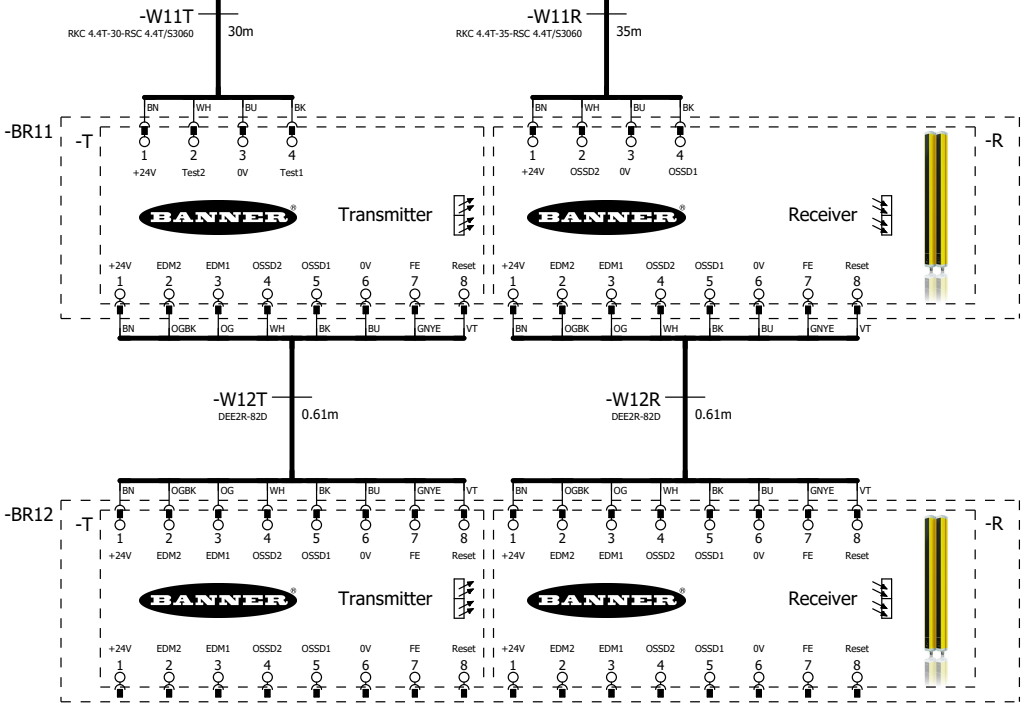 -W11T
RKC 4.4T-30-RSC 4.4T/S3060
30m
-W11R
RKC 4.4T-35-RSC 4.4T/S3060
35m
BN WH BU BK BN WH BU BK
-BR11
-T
-R
1 2 3 4 1 2 3 4
+24V Test2 0V Test1 +24V OSSD2 0V OSSD1
BANNER® Transmitter BANNER® Receiver
+24V EDM2 EDM1 OSSD2 OSSD1 0V FE Reset +24V EDM2 EDM1 OSSD2 OSSD1 0V FE Reset
1 2 3 4 5 6 7 8 1 2 3 4 5 6 7 8
BN OGBK OG WH BK BU GNYE VT BN OGBK OG WH BK BU GNYE VT
-W12T
DEE2R-82D
0.61m
-W12R
DEE2R-82D
0.61m
BN OGBK OG WH BK BU GNYE VT BN OGBK OG WH BK BU GNYE VT
-BR12
-T
-R
1 2 3 4 5 6 7 8 1 2 3 4 5 6 7 8
+24V EDM2 EDM1 OSSD2 OSSD1 0V FE Reset +24V EDM2 EDM1 OSSD2 OSSD1 0V FE Reset
BANNER® Transmitter BANNER® Receiver
+24V EDM2 EDM1 OSSD2 OSSD1 0V FE Reset +24V EDM2 EDM1 OSSD2 OSSD1 0V FE Reset
1 2 3 4 5 6 7 8 1 2 3 4 5 6 7 8